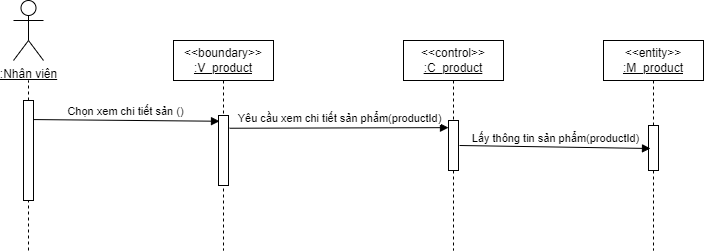 <<boundary>>
:V_product
<<control>>
:C_product
<<entity>>
:M_product
:Nhân viên
Chọn xem chi tiết sản ()
Yêu cầu xem chi tiết sản phẩm(productId)
Lấy thông tin sản phẩm(productId)